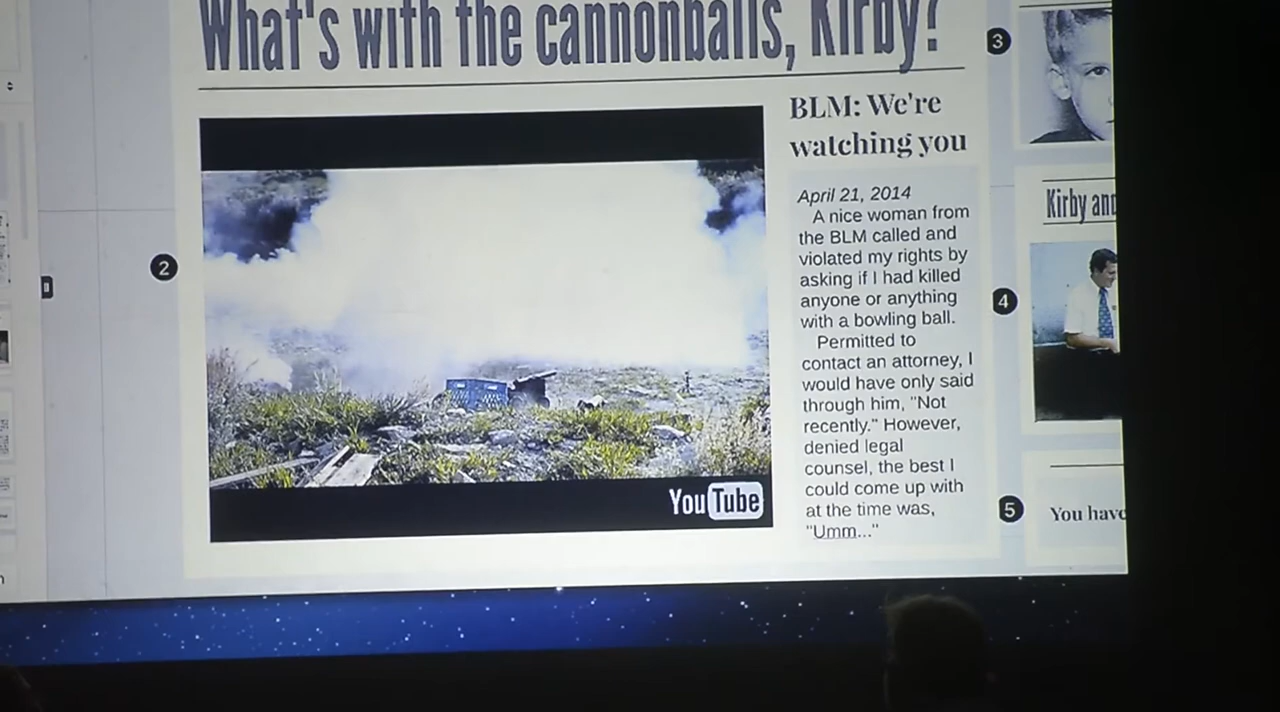 What's with the cannonballs, Kirby?
BLM: We're
watching you
April 21, 2014
A nice woman from
the BLM called and
violated my rights by
asking if I had killed
anyone or anything
with a bowling ball.
Permitted to
contact an attorney, I
would have only said
through him, "Not
recently." However,
denied legal
counsel, the best I
could come up with
at the time was,
"Umm..."
YouTube
2
3
4
Kirby and
5
You have